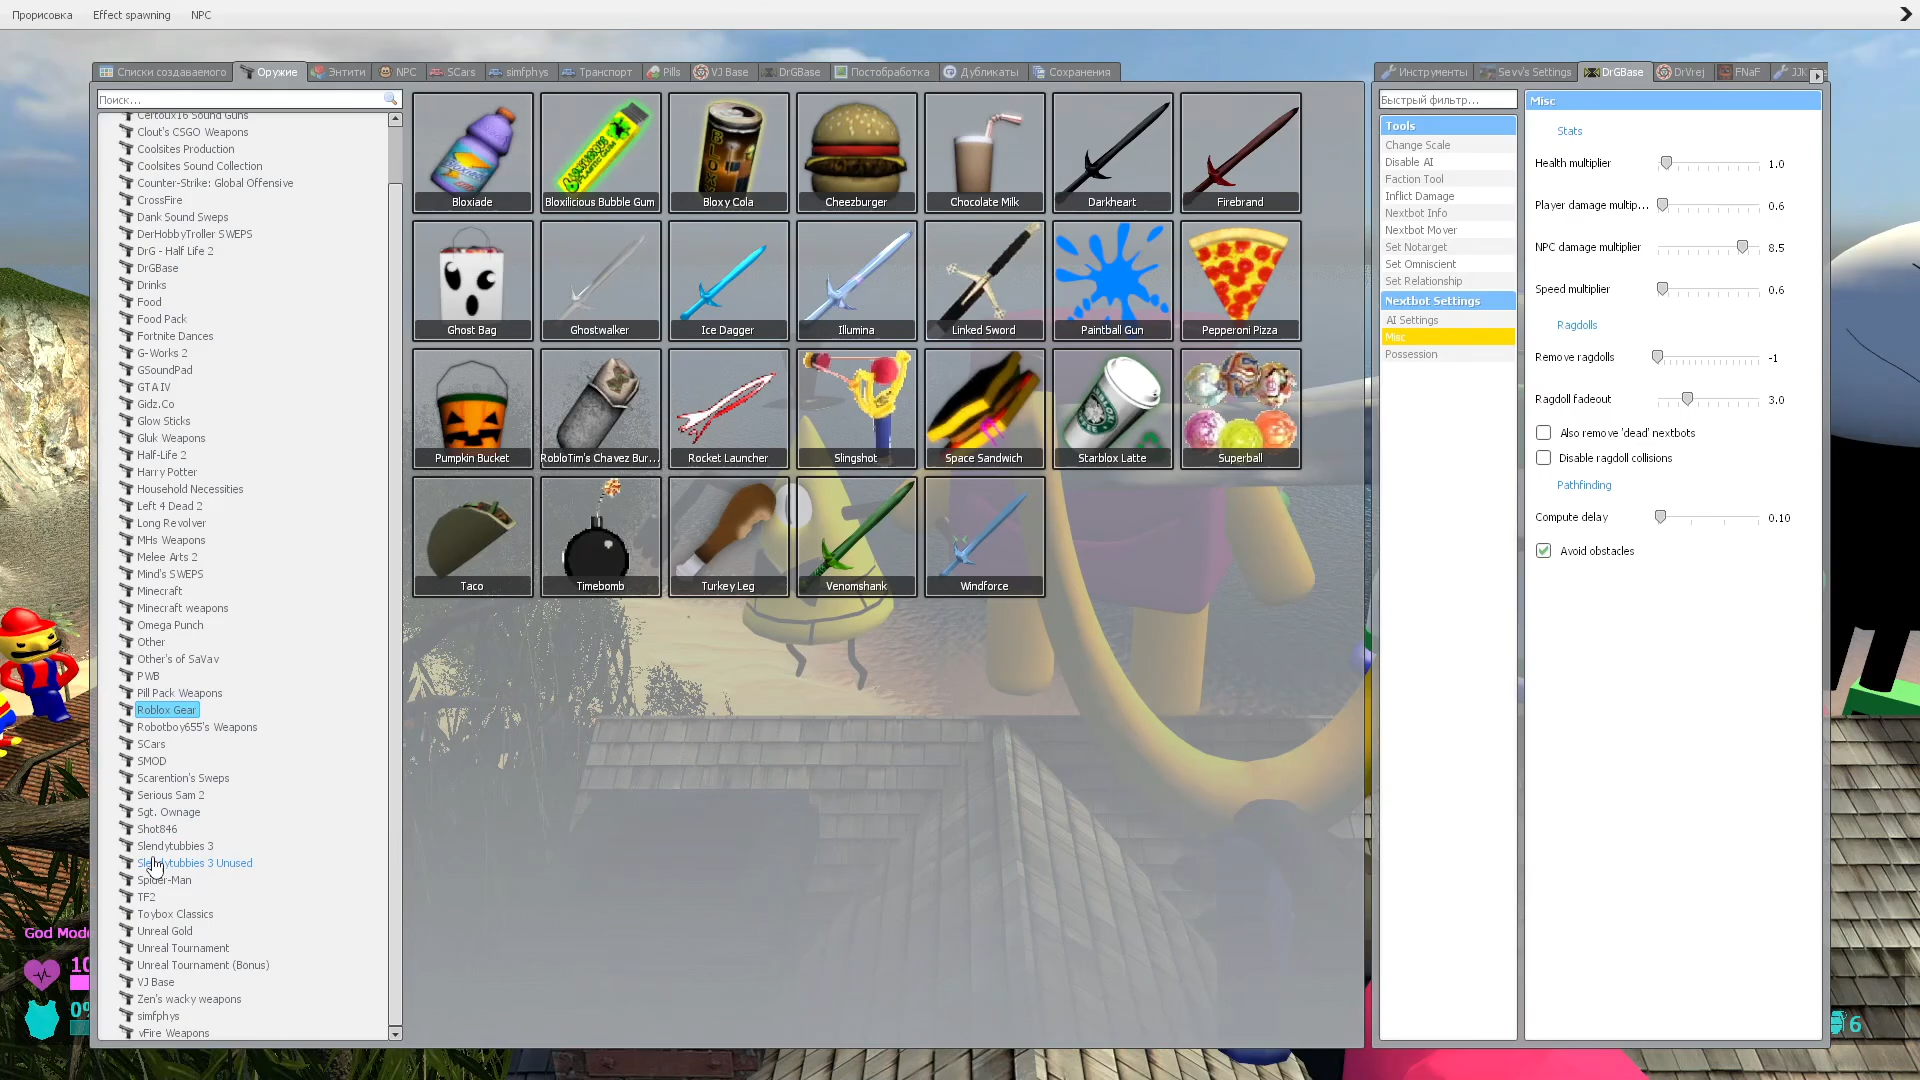 Прорисовка
Effect spawning
NPC
Списки создаваемого
Оружие
Энтити
NPC
SCars
simfphys
Транспорт
Pills
VJ Base
DrGBase
Постобработка
Дубликаты
Сохранения
Инструменты
Sevv's Settings
DrGBase
DrVrej
FNaF
Поиск...
Certoux16 Sound Guns
Clout's CSGO Weapons
Coolsites Production
Coolsites Sound Collection
Counter-Strike: Global Offensive
CrossFire
Dank Sound Sweps
DerHobbyTroller SWEPS
DrG - Half Life 2
DrGBase
Drinks
Food
Food Pack
Fortnite Dances
G-Works 2
GSoundPad
GTA IV
Gidz.Co
Glow Sticks
Gluk Weapons
Half-Life 2
Harry Potter
Household Necessities
Left 4 Dead 2
Long Revolver
MHs Weapons
Melee Arts 2
Mind's SWEPS
Minecraft
Minecraft weapons
Omega Punch
Other
Other's of SaVav
PWB
Pill Pack Weapons
Roblox Gear
Robotboy655's Weapons
SCars
SMOD
Scarention's Sweps
Serious Sam 2
Sgt. Ownage
Shot846
Slendytubbies 3
Slendytubbies 3 Unused
Spider-Man
TF2
Toybox Classics
Unreal Gold
Unreal Tournament
Unreal Tournament (Bonus)
VJ Base
Zen's wacky weapons
simfphys
vFire Weapons
Bloxiade
Bloxilicious Bubble Gum
Bloxy Cola
Cheezburger
Chocolate Milk
Darkheart
Firebrand
Ghost Bag
Ghostwalker
Ice Dagger
Illumina
Linked Sword
Paintball Gun
Pepperoni Pizza
Pumpkin Bucket
RobloTim's Chavez Bur...
Rocket Launcher
Slingshot
Space Sandwich
Starblox Latte
Superball
Taco
Timebomb
Turkey Leg
Venomshank
Windforce
Быстрый фильтр...
Tools
Change Scale
Disable AI
Faction Tool
Inflict Damage
Nextbot Info
Nextbot Mover
Set Notarget
Set Omniscient
Set Relationship
Nextbot Settings
AI Settings
Misc
Possession
Misc
Stats
Health multiplier 1.0
Player damage multip... 0.6
NPC damage multiplier 8.5
Speed multiplier 0.6
Ragdolls
Remove ragdolls -1
Ragdoll fadeout 3.0
Also remove 'dead' nextbots
Disable ragdoll collisions
Pathfinding
Compute delay 0.10
Avoid obstacles
God Mode
6